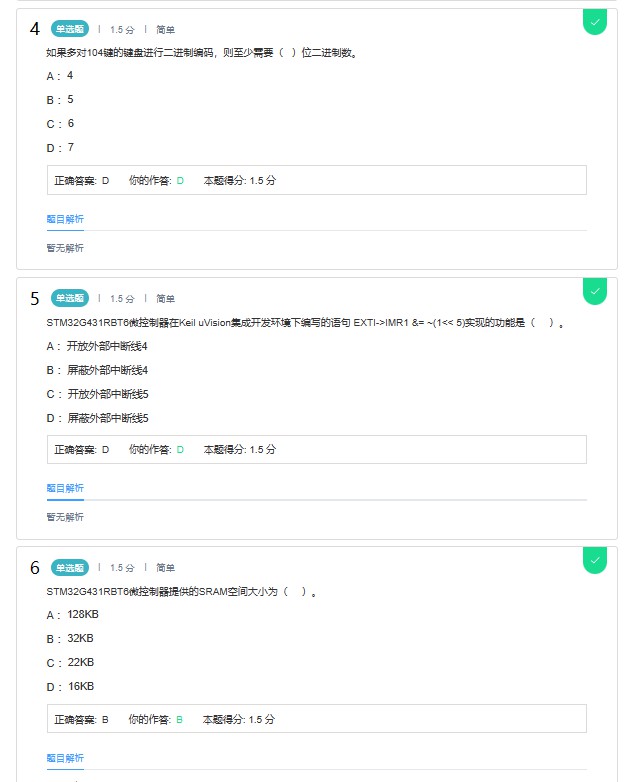 4 单选题 | 1.5 分 | 简单
如果多对104键的键盘进行二进制编码，则至少需要（ ）位二进制数。
A： 4
B： 5
C： 6
D： 7
正确答案: D 你的作答: D 本题得分: 1.5 分
题目解析
暂无解析
5 单选题 | 1.5 分 | 简单
STM32G431RBT6微控制器在Keil uVision集成开发环境下编写的语句 EXTI->IMR1 &= ~(1<< 5)实现的功能是（ ）。
A： 开放外部中断线4
B： 屏蔽外部中断线4
C： 开放外部中断线5
D： 屏蔽外部中断线5
正确答案: D 你的作答: D 本题得分: 1.5 分
题目解析
暂无解析
6 单选题 | 1.5 分 | 简单
STM32G431RBT6微控制器提供的SRAM空间大小为（ ）。
A： 128KB
B： 32KB
C： 22KB
D： 16KB
正确答案: B 你的作答: B 本题得分: 1.5 分
题目解析